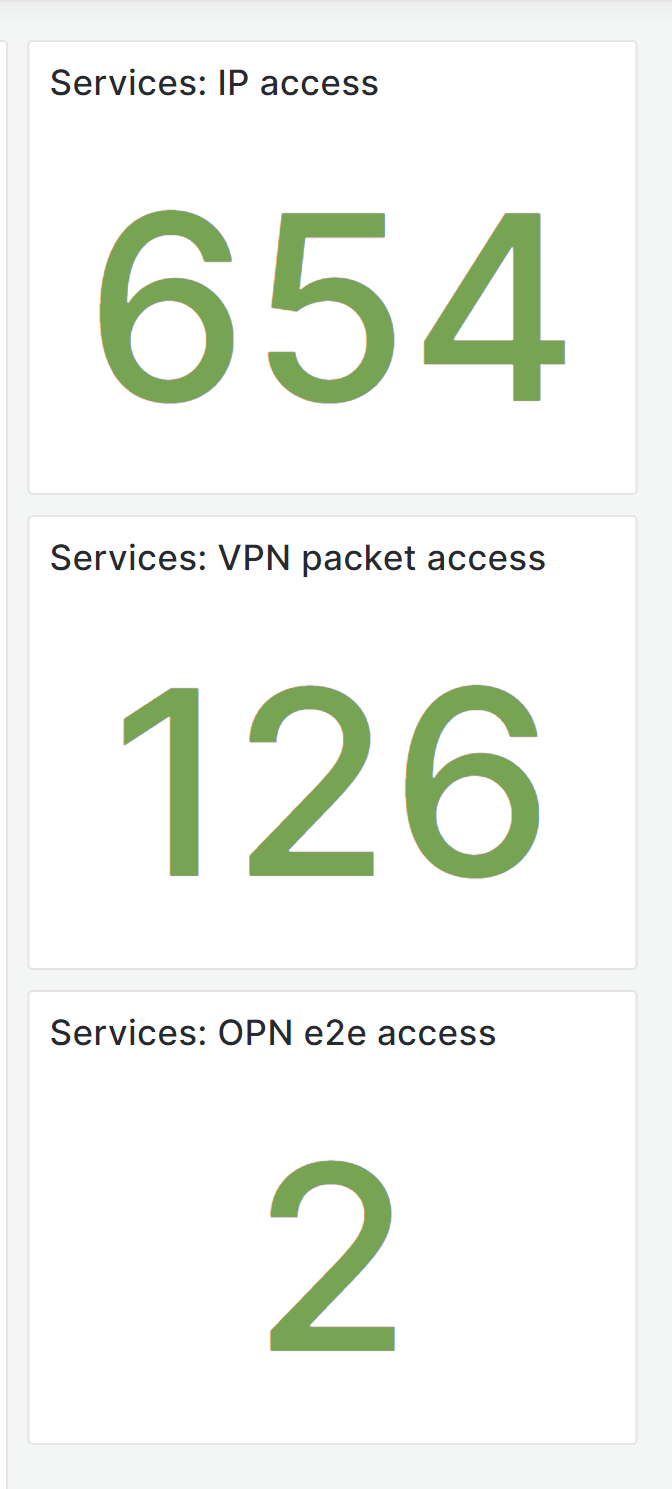 Services: IP access
654
Services: VPN packet access
126
Services: OPN e2e access
2